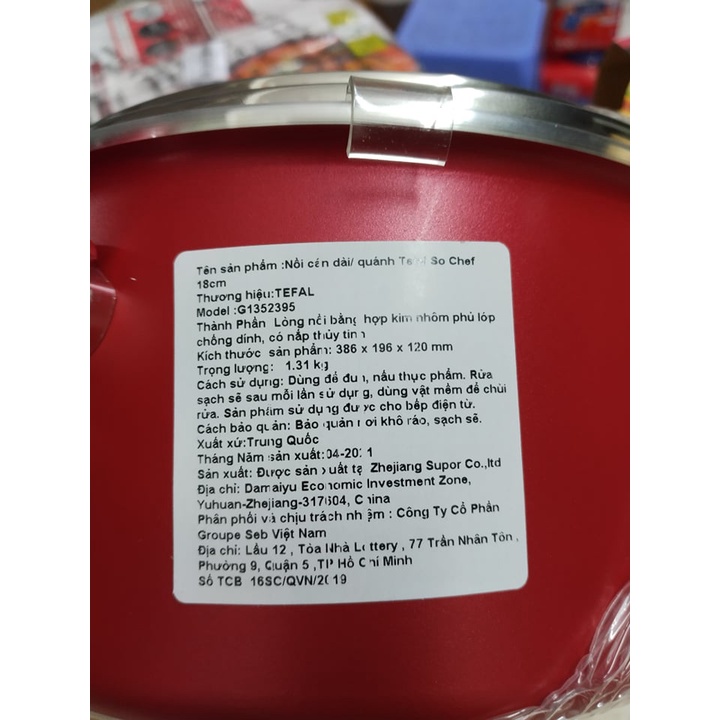 Tên sản phẩm :Nồi cán dài/ quánh Tefal So Chef
18cm
Thương hiệu:TEFAL
Model :G1352395
Thành Phần Lòng nồi bằng hợp kim nhôm phủ lớp
chống dính, có nắp thủy tinh
Kích thước sản phẩm: 386 x 196 x 120 mm
Trọng lượng: 1.31 kg
Cách sử dụng: Dùng để đun, nấu thực phẩm. Rửa
sạch sẽ sau mỗi lần sử dụng, dùng vật mềm để chùi
rửa. Sản phẩm sử dụng được cho bếp điện từ.
Cách bảo quản: Bảo quản nơi khô ráo, sạch sẽ.
Xuất xứ:Trung Quốc
Tháng Năm sản xuất:04-2021
Sản xuất: Được sản xuất tại Zhejiang Supor Co.,ltd
Địa chỉ: Damaiyu Economic Investment Zone,
Yuhuan-Zhejiang-317604, China
Phân phối và chịu trách nhiệm : Công Ty Cổ Phần
Groupe Seb Việt Nam
Địa chỉ: Lầu 12 , Tòa Nhà Lottery , 77 Trần Nhân Tôn ,
Phường 9, Quận 5 ,TP Hồ Chí Minh
Số TCB 16SC/QVN/2019